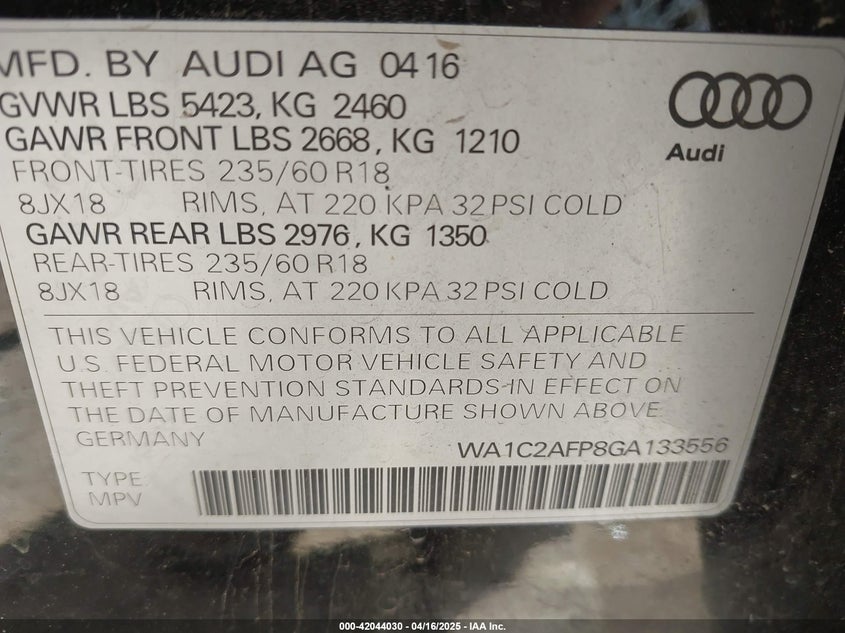 MFD. BY AUDI AG 04 16
GVWR LBS 5423, KG 2460
GAWR FRONT LBS 2668, KG 1210
FRONT-TIRES 235/60 R18
8JX18 RIMS, AT 220 KPA 32 PSI COLD
GAWR REAR LBS 2976, KG 1350
REAR-TIRES 235/60 R18
8JX18 RIMS, AT 220 KPA 32 PSI COLD
Audi
THIS VEHICLE CONFORMS TO ALL APPLICABLE
U.S. FEDERAL MOTOR VEHICLE SAFETY AND
THEFT PREVENTION STANDARDS IN EFFECT ON
THE DATE OF MANUFACTURE SHOWN ABOVE.
GERMANY
WA1C2AFP8GA133556
TYPE:
MPV
000-42044030 - 04/16/2025 - IAA Inc.